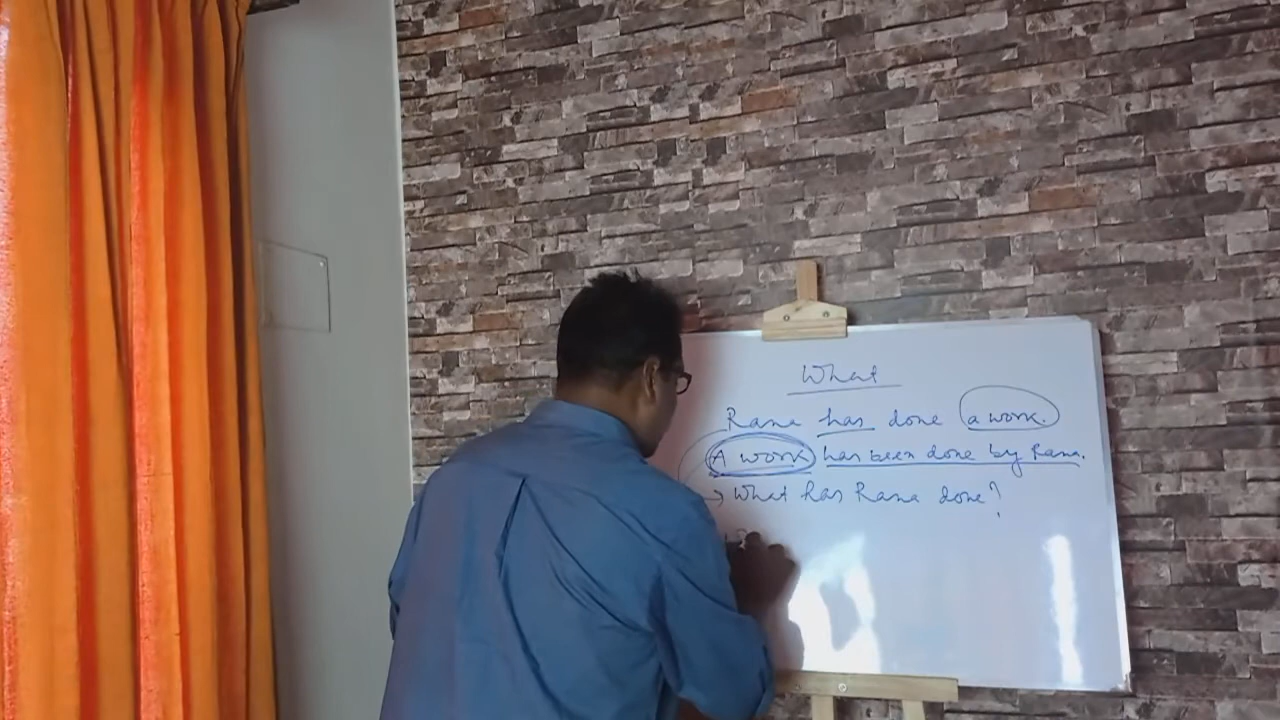 What
Rama has done a work.
A work has been done by Rama.
→ What has Rama done?